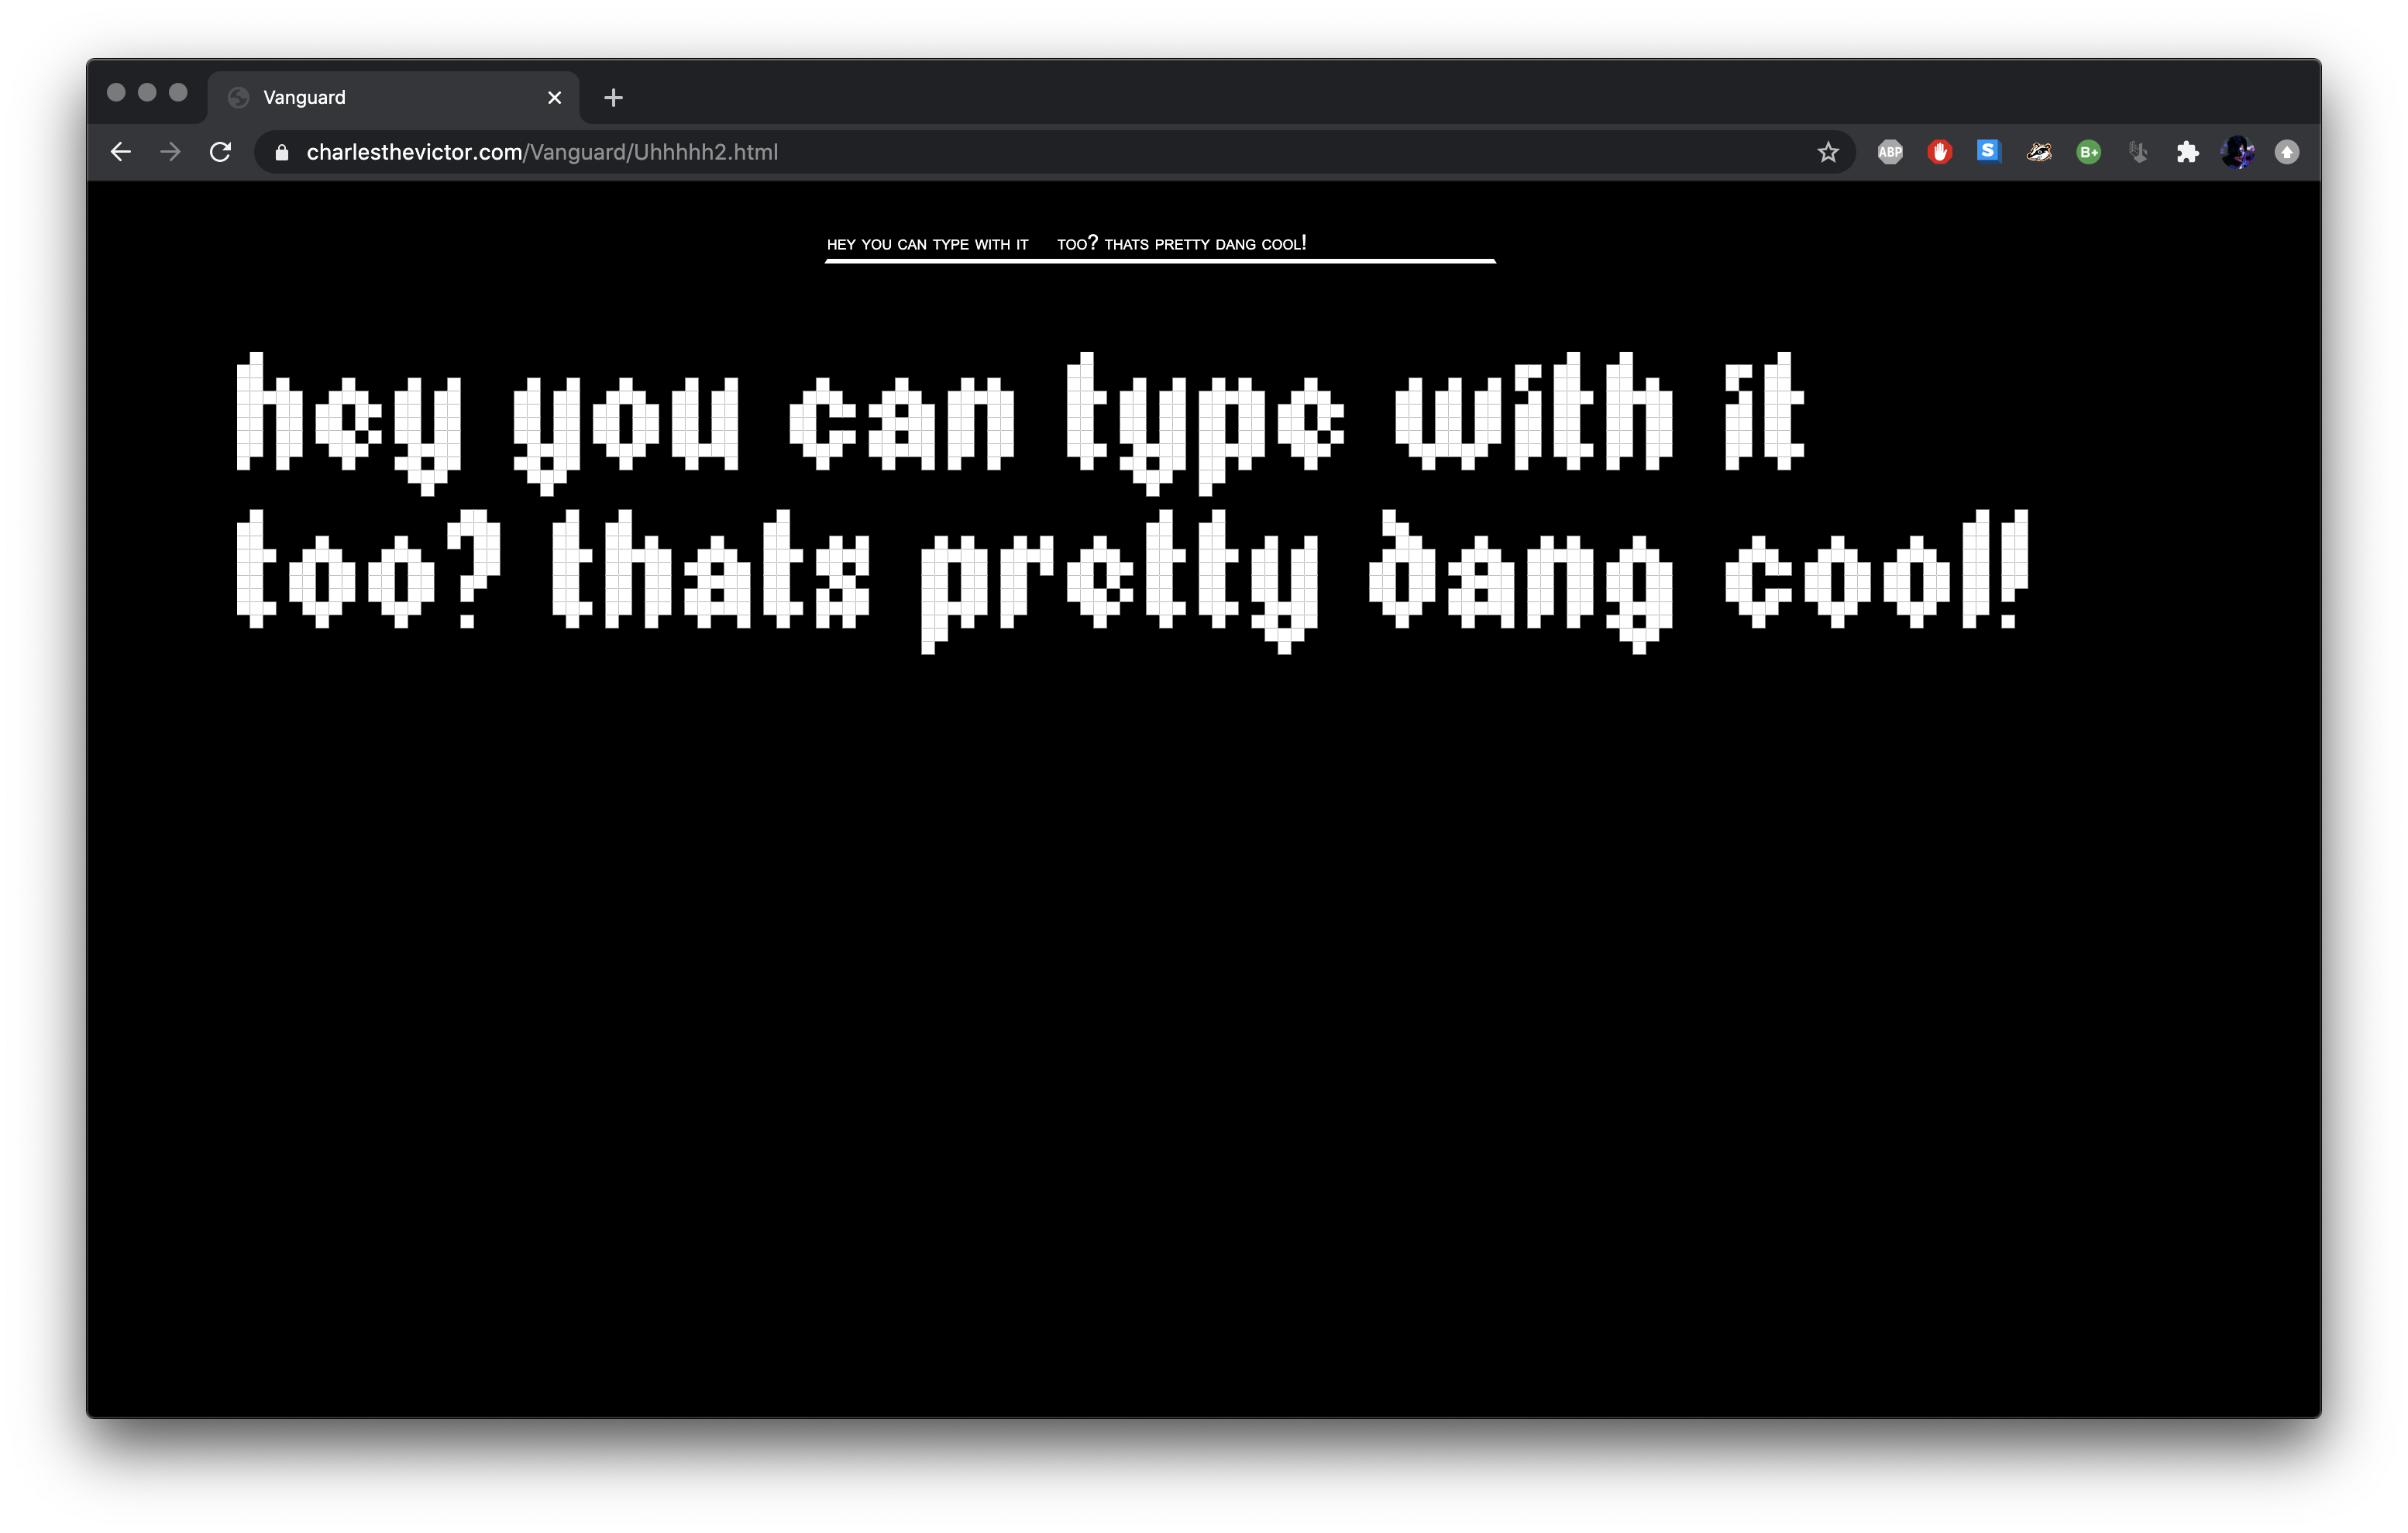 Vanguard
charlesthevictor.com/Vanguard/Uhhhhh2.html
ABP
S
B+
HEY YOU CAN TYPE WITH IT TOO? THATS PRETTY DANG COOL!
hey you can type with it
too? thats pretty dang cool!